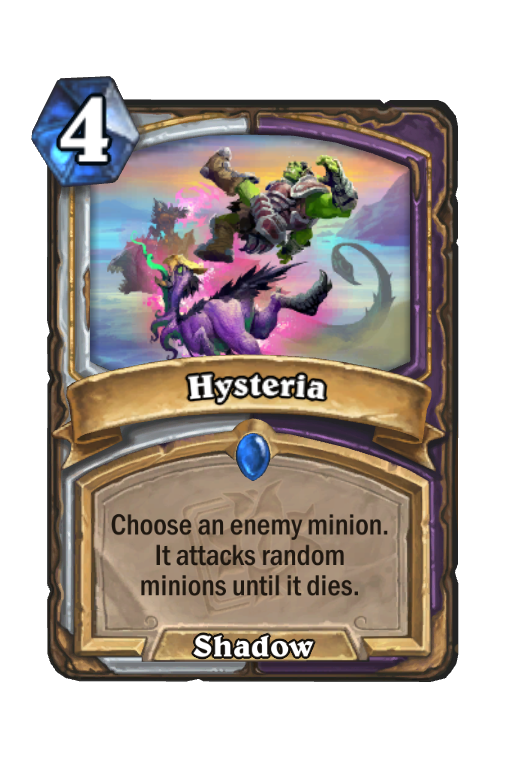 4
Hysteria
Choose an enemy minion.
It attacks random
minions until it dies.
Shadow